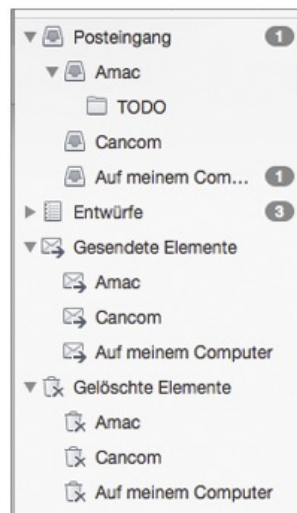 Posteingang 1
Amac
TODO
Cancom
Auf meinem Com... 1
Entwürfe 3
Gesendete Elemente
Amac
Cancom
Auf meinem Computer
Gelöschte Elemente
Amac
Cancom
Auf meinem Computer